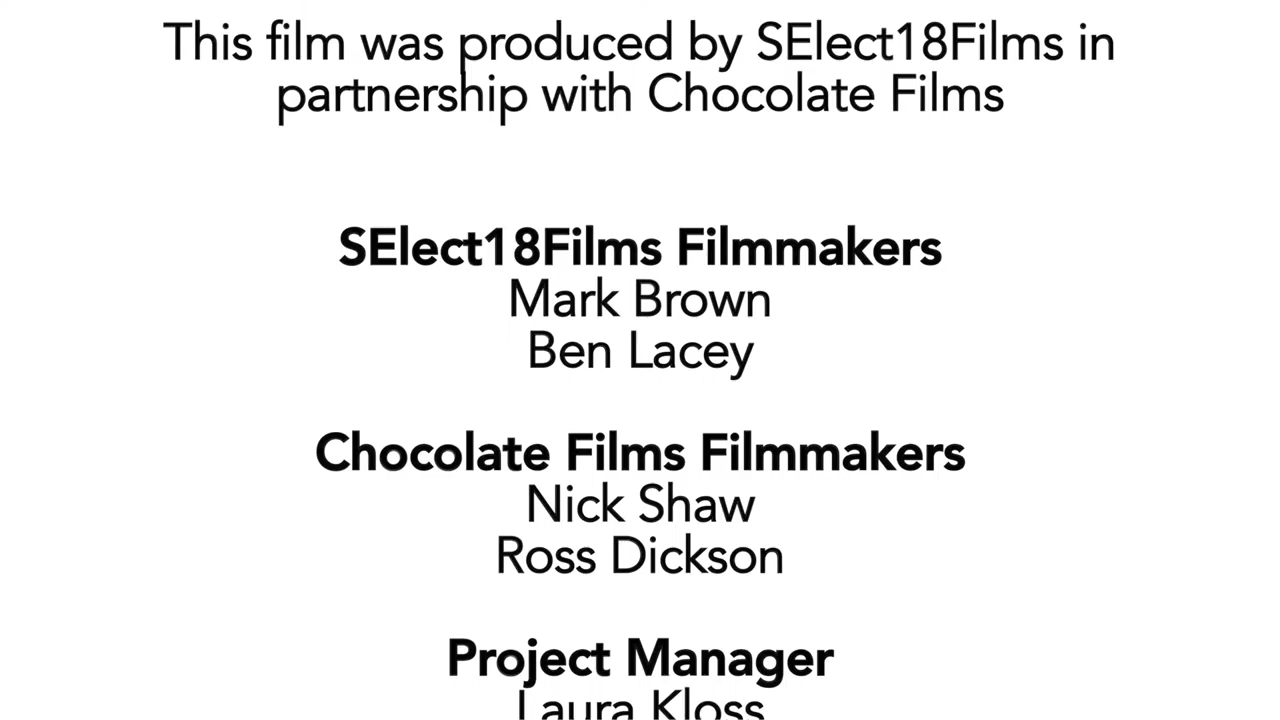 This film was produced by SElect18Films in
partnership with Chocolate Films
SElect18Films Filmmakers
Mark Brown
Ben Lacey
Chocolate Films Filmmakers
Nick Shaw
Ross Dickson
Project Manager
Laura Kloss